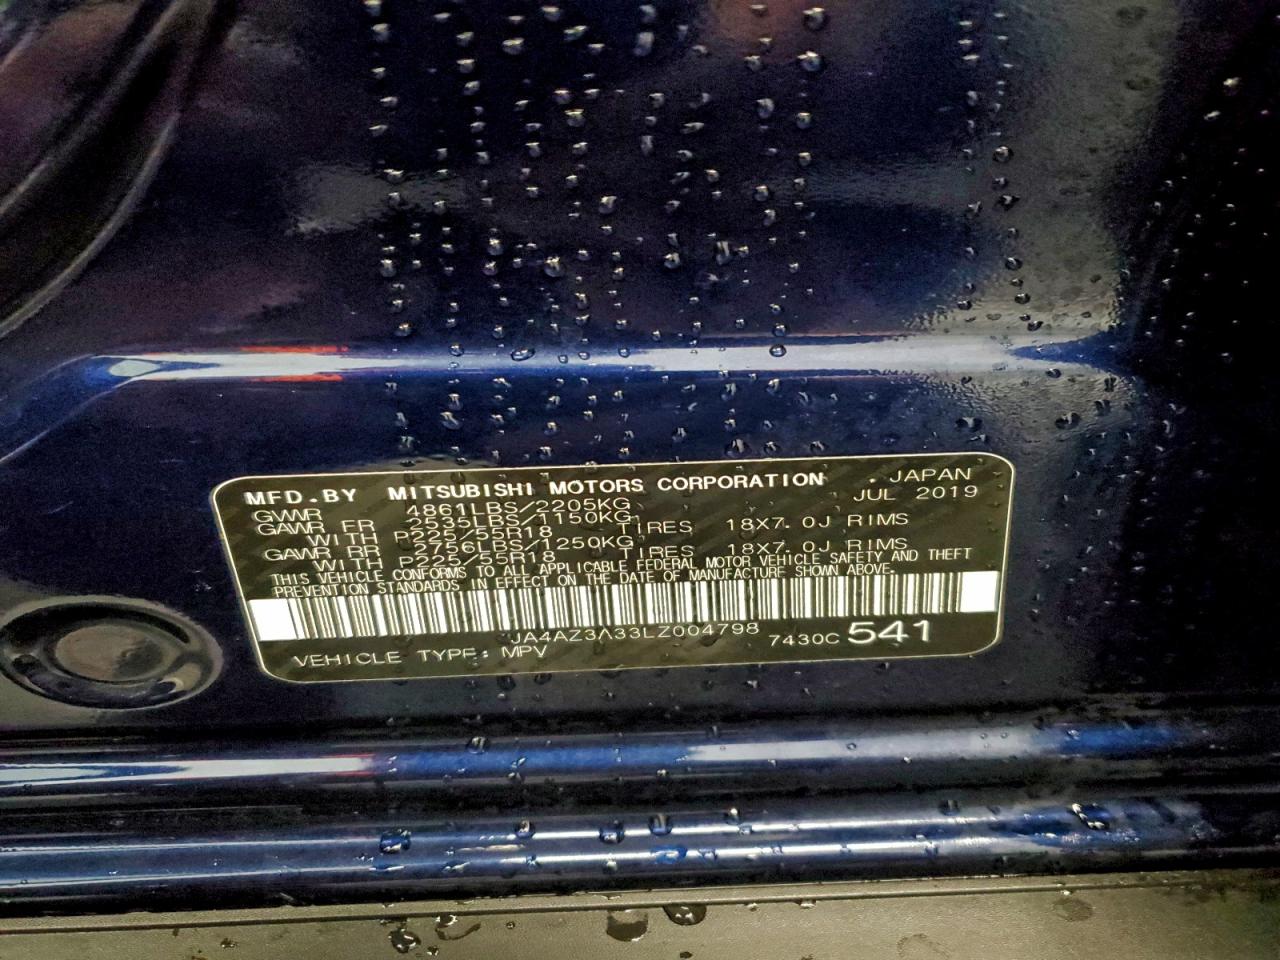 MFD.BY MITSUBISHI MOTORS CORPORATION . JAPAN
GVWR 4861LBS/2205KG JUL 2019
GAWR FR 2535LBS/1150KG
WITH P225/55R18 TIRES 18X7.0J RIMS
GAWR RR 2756LBS/1250KG
WITH P225/55R18 TIRES 18X7.0J RIMS
THIS VEHICLE CONFORMS TO ALL APPLICABLE FEDERAL MOTOR VEHICLE SAFETY AND THEFT
PREVENTION STANDARDS IN EFFECT ON THE DATE OF MANUFACTURE SHOWN ABOVE.
JA4AZ3A33LZ004798
VEHICLE TYPE: MPV 7430C 541